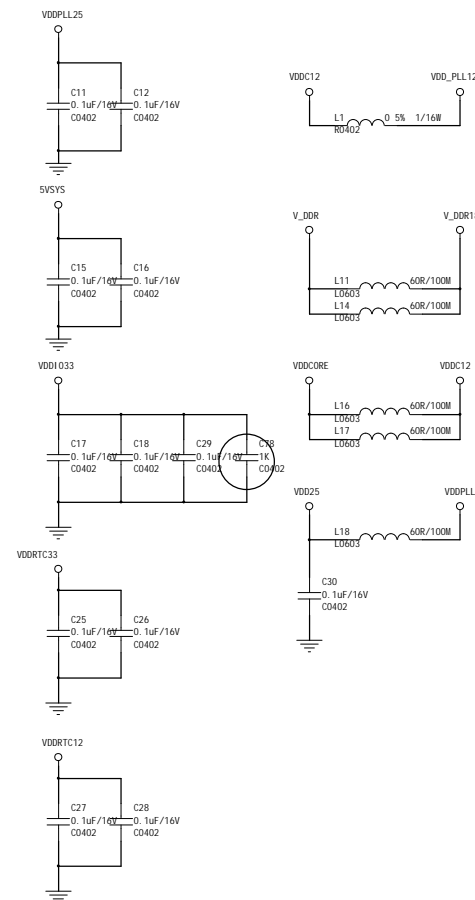 VDDPLL25
C11
0.1uF/16V
C0402
C12
0.1uF/16V
C0402
5VSYS
C15
0.1uF/16V
C0402
C16
0.1uF/16V
C0402
VDDIO33
C17
0.1uF/16V
C0402
C18
0.1uF/16V
C0402
C29
0.1uF/16V
C0402
C78
1K
C0402
VDDRTC33
C25
0.1uF/16V
C0402
C26
0.1uF/16V
C0402
VDDRTC12
C27
0.1uF/16V
C0402
C28
0.1uF/16V
C0402
VDDC12
VDD_PLL12
L1
0 5% 1/16W
R0402
V_DDR
V_DDR1
L11
60R/100M
L0603
L14
60R/100M
L0603
VDDCORE
VDDC12
L16
60R/100M
L0603
L17
60R/100M
L0603
VDD25
VDDPLL
L18
60R/100M
L0603
C30
0.1uF/16V
C0402